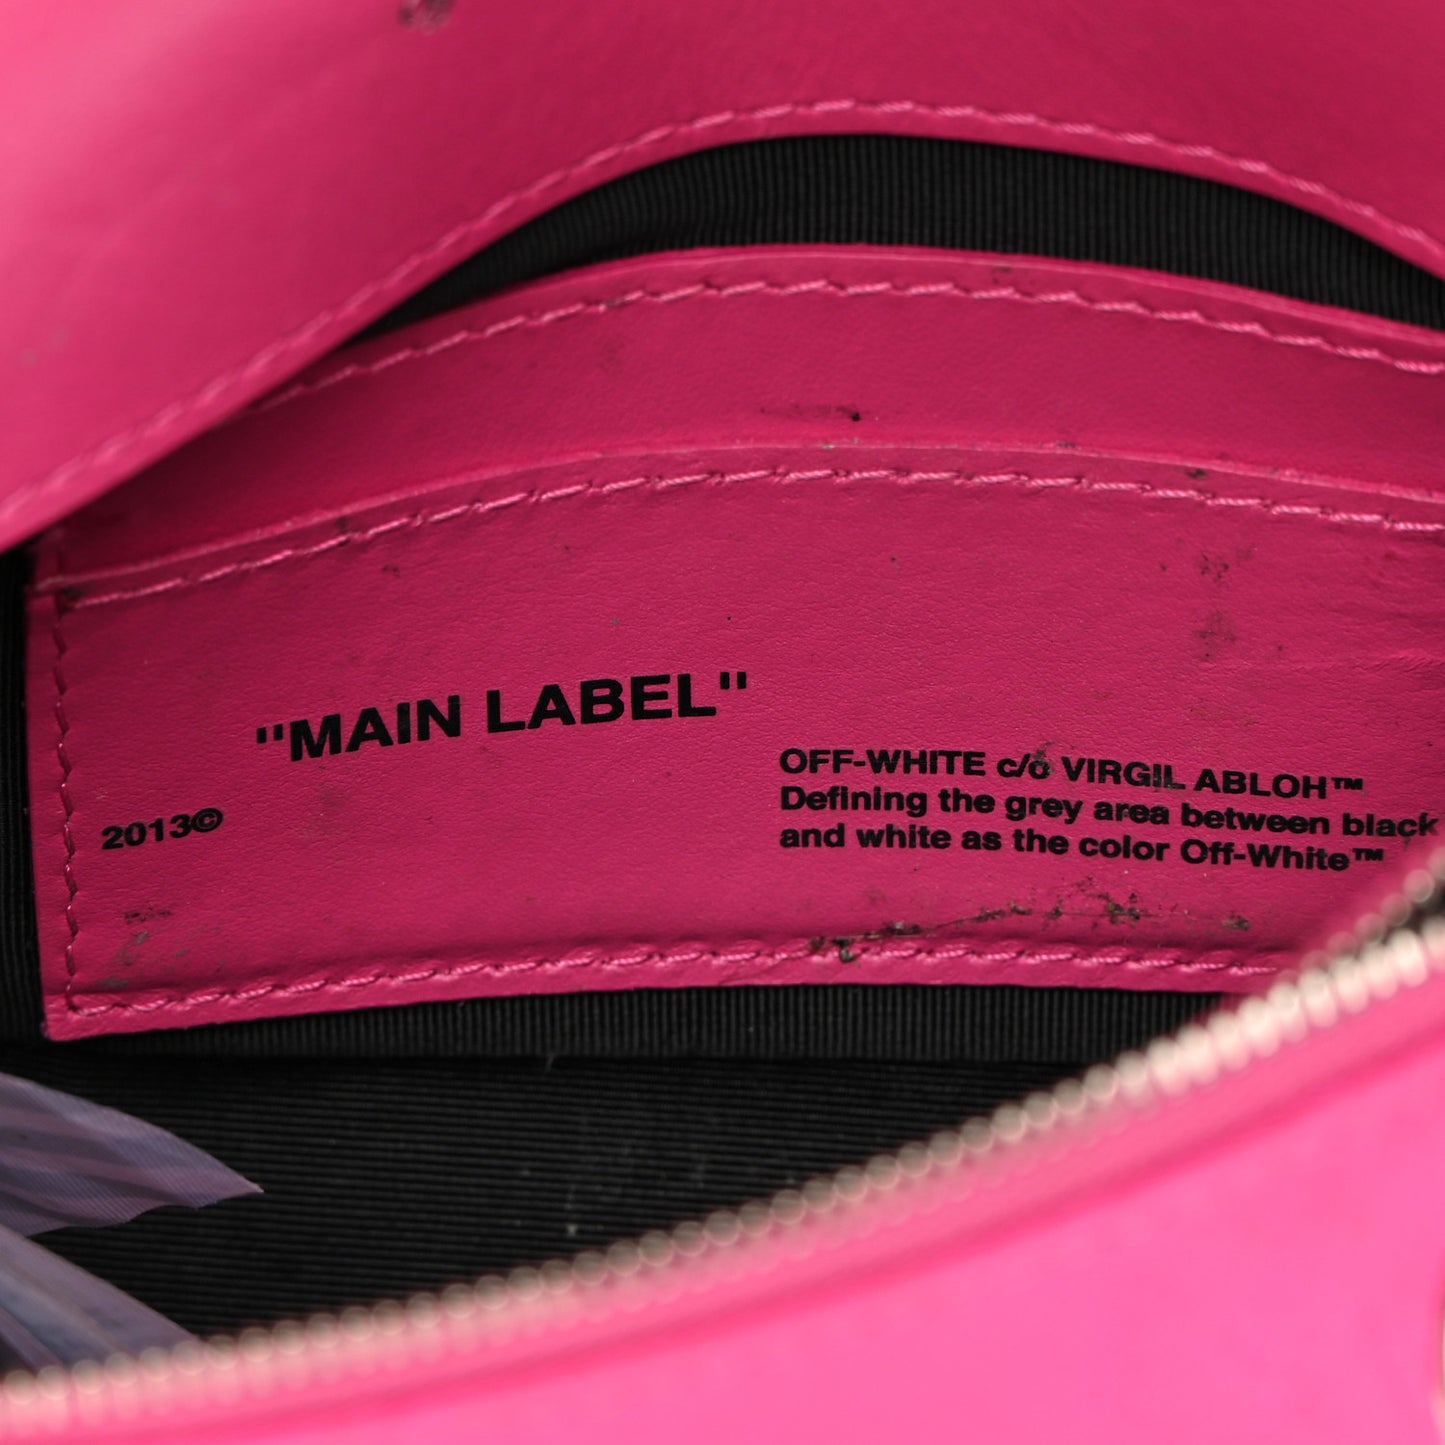 "MAIN LABEL"
2013©
OFF-WHITE c/o VIRGIL ABLOH™
Defining the grey area between black
and white as the color Off-White™